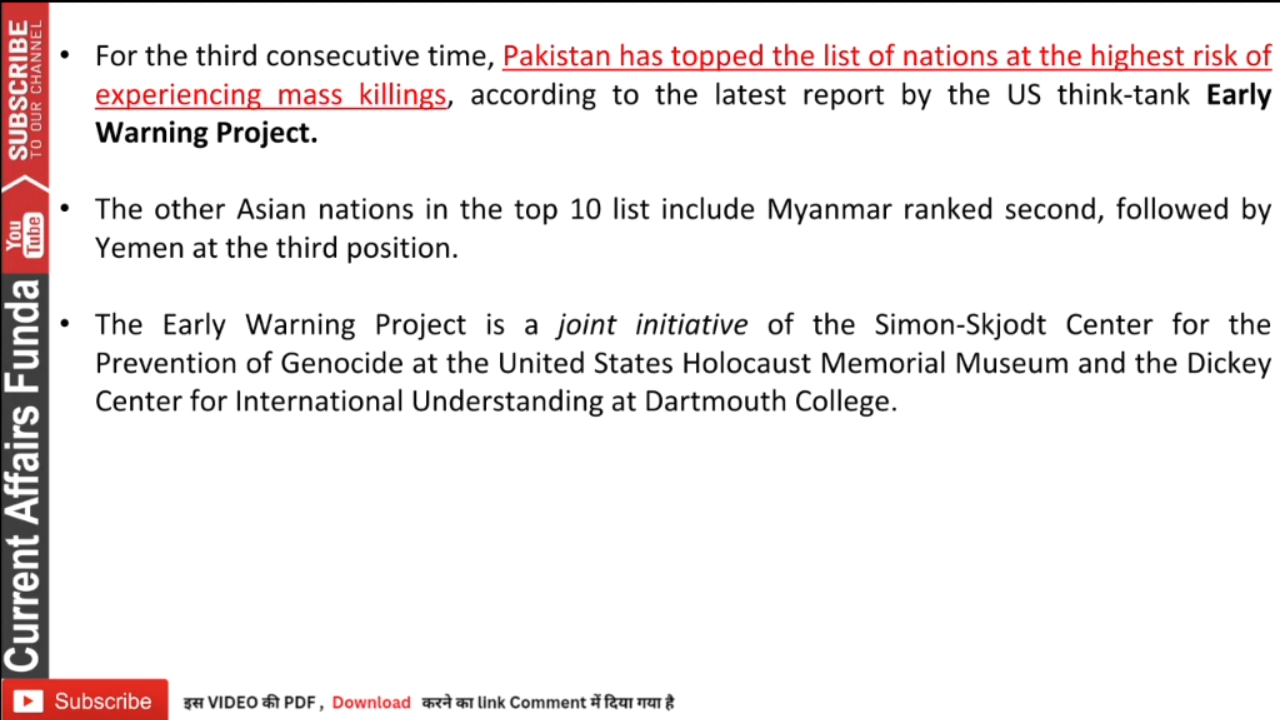 • For the third consecutive time, Pakistan has topped the list of nations at the highest risk of
experiencing mass killings, according to the latest report by the US think-tank Early
Warning Project.
• The other Asian nations in the top 10 list include Myanmar ranked second, followed by
Yemen at the third position.
• The Early Warning Project is a joint initiative of the Simon-Skjodt Center for the
Prevention of Genocide at the United States Holocaust Memorial Museum and the Dickey
Center for International Understanding at Dartmouth College.
SUBSCRIBE
TO OUR CHANNEL
You
Tube
Current Affairs Funda
Subscribe
इस VIDEO की PDF , Download करने का link Comment में दिया गया है